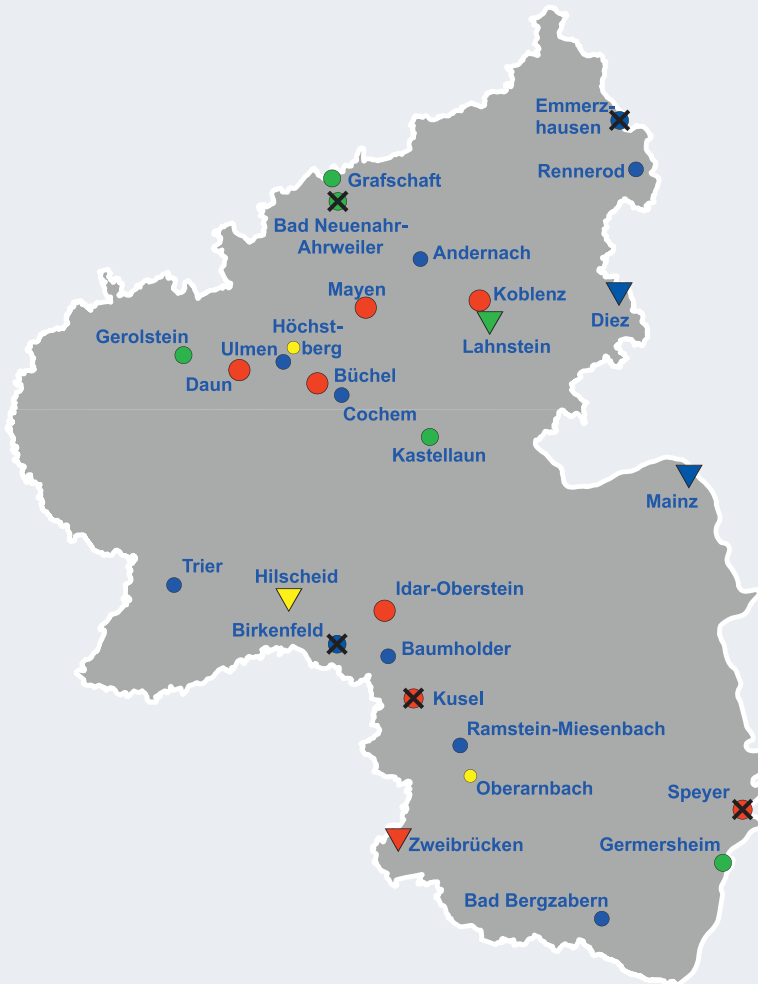 Emmerz-
hausen
Rennerod
Grafschaft
Bad Neuenahr-
Ahrweiler
Andernach
Mayen
Koblenz
Diez
Lahnstein
Gerolstein
Höchst-
berg
Ulmen
Daun
Büchel
Cochem
Kastellaun
Mainz
Trier
Hilscheid
Idar-Oberstein
Birkenfeld
Baumholder
Kusel
Ramstein-Miesenbach
Oberarnbach
Speyer
Zweibrücken
Germersheim
Bad Bergzabern